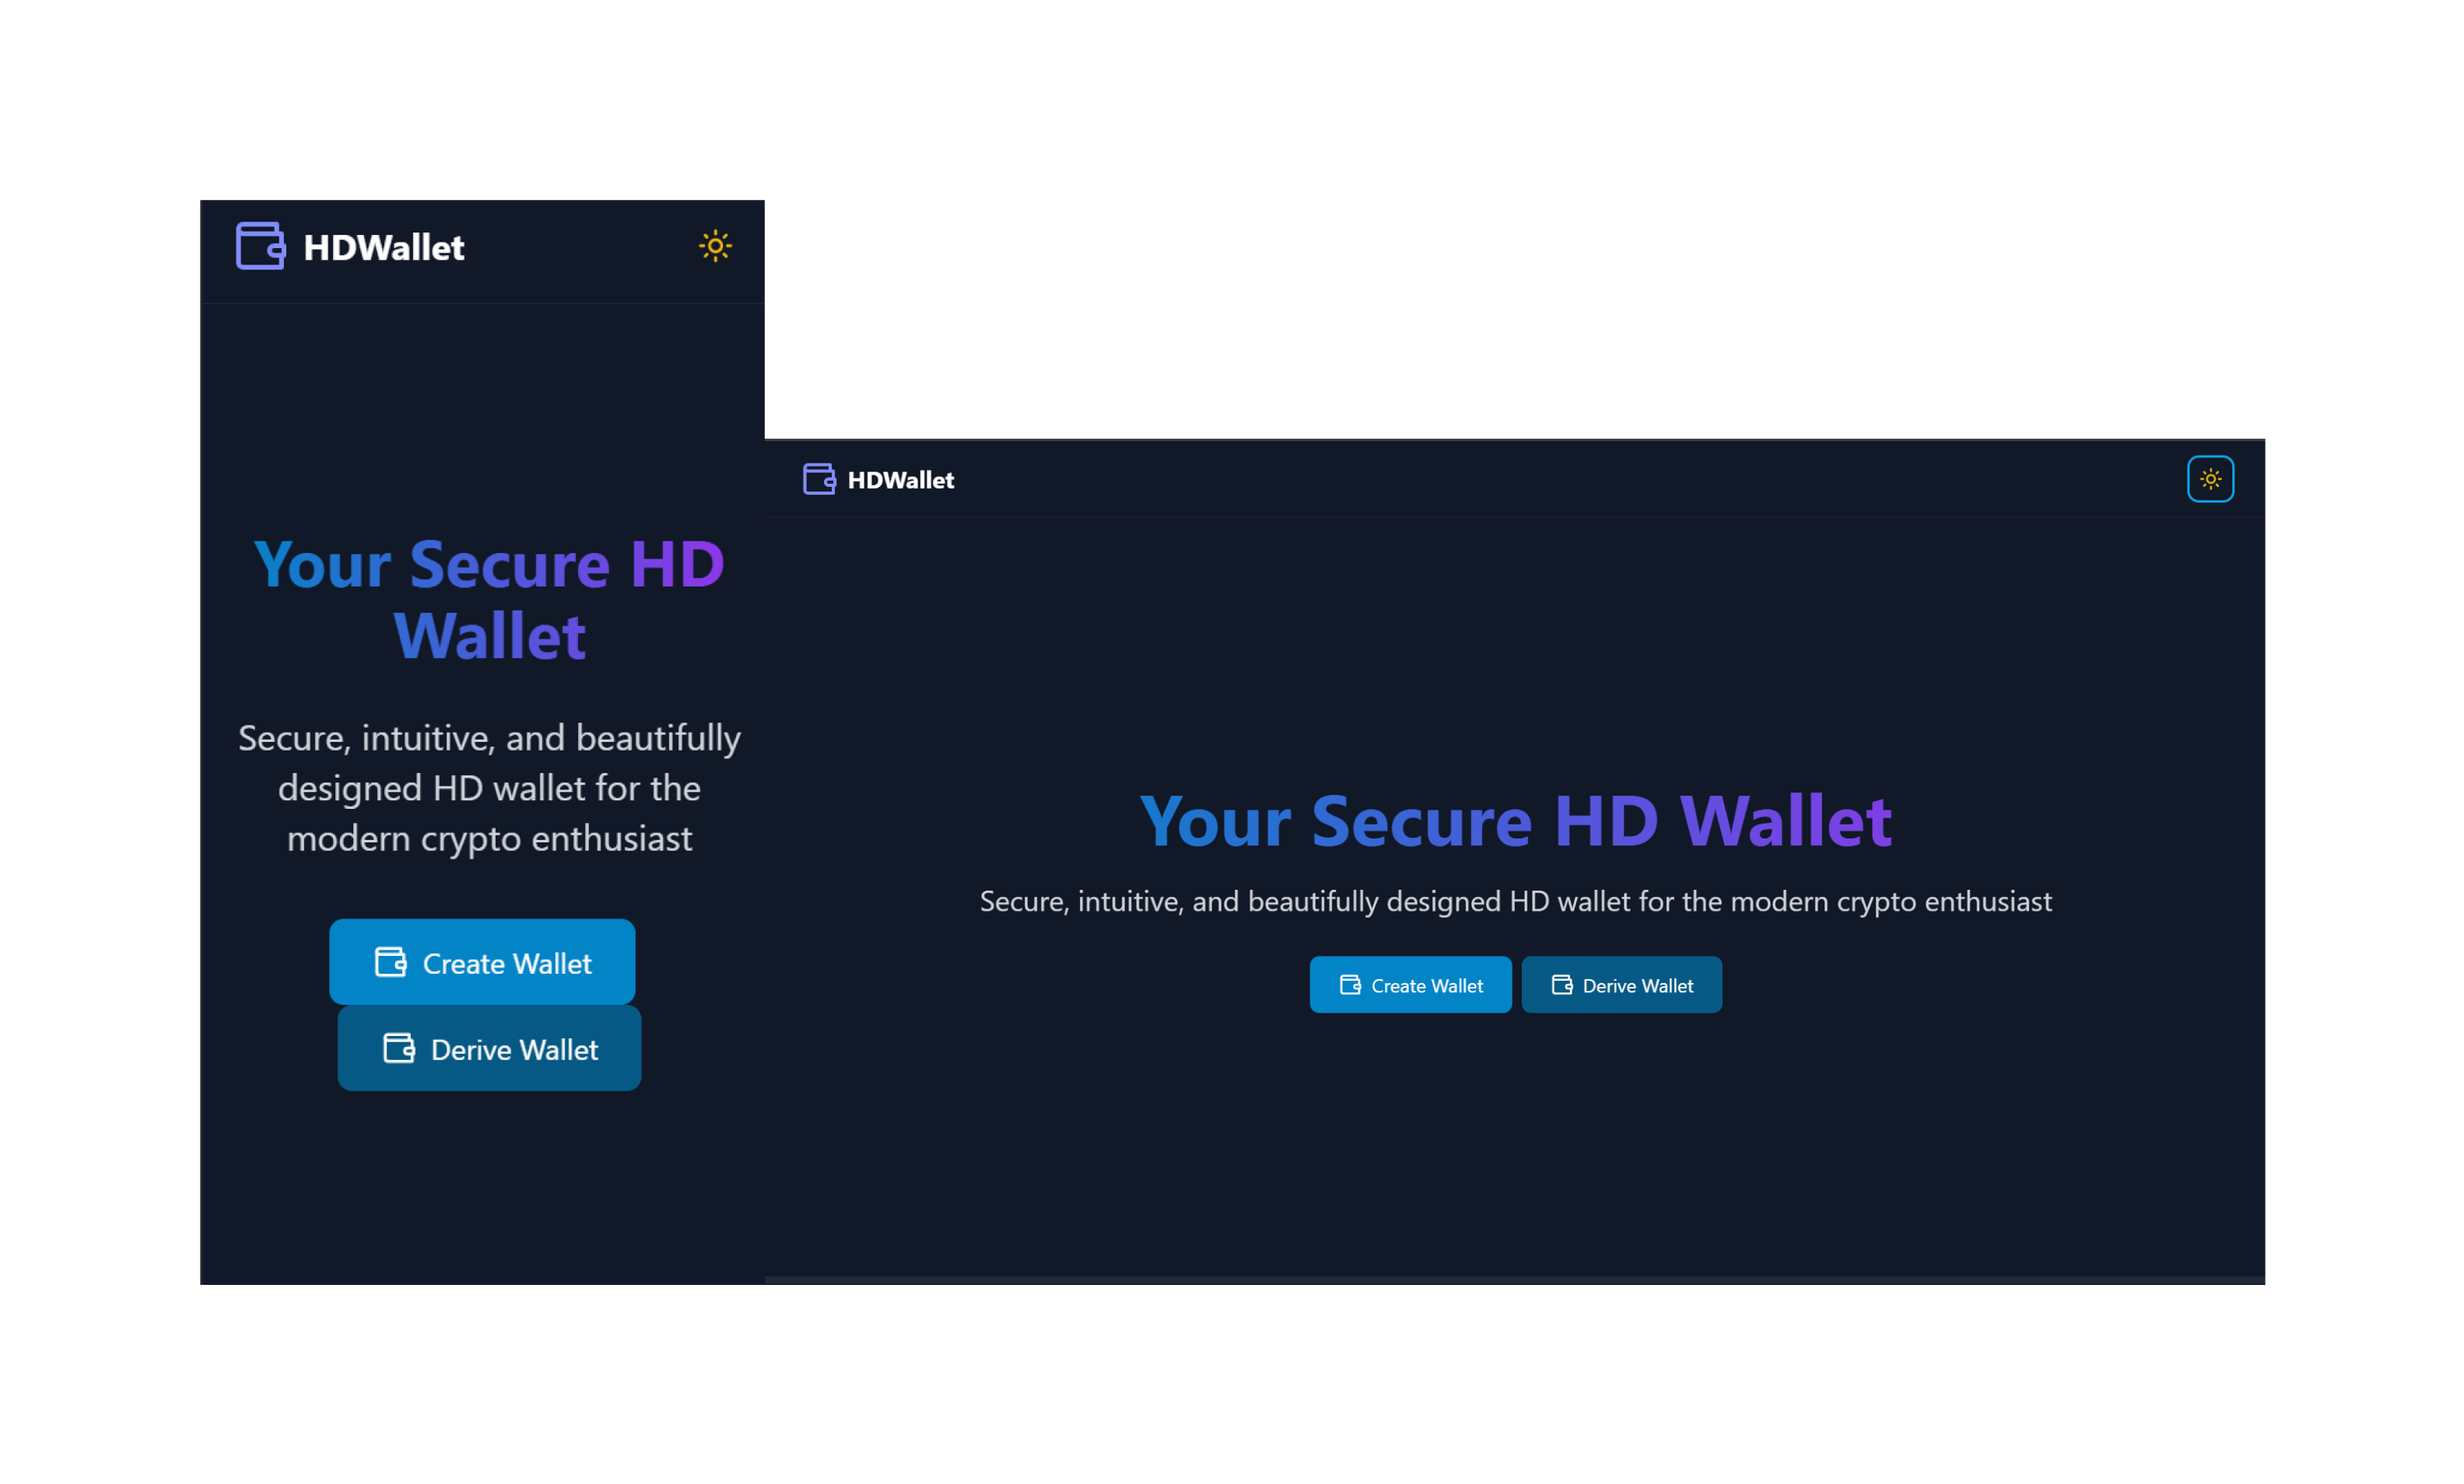 HDWallet
Your Secure HD
Wallet
Secure, intuitive, and beautifully
designed HD wallet for the
modern crypto enthusiast
Create Wallet
Derive Wallet
HDWallet
Your Secure HD Wallet
Secure, intuitive, and beautifully designed HD wallet for the modern crypto enthusiast
Create Wallet
Derive Wallet